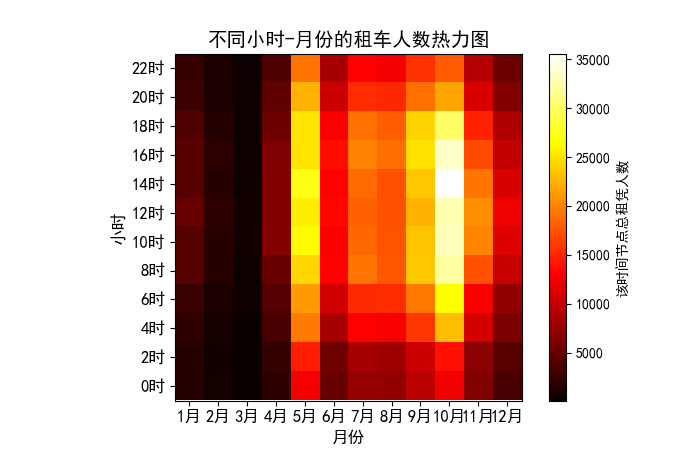 不同小时-月份的租车人数热力图
小时
22时
20时
18时
16时
14时
12时
10时
8时
6时
4时
2时
0时
1月 2月 3月 4月 5月 6月 7月 8月 9月 10月 11月 12月
月份
35000
30000
25000
20000
15000
10000
5000
该时间节点总租凭人数